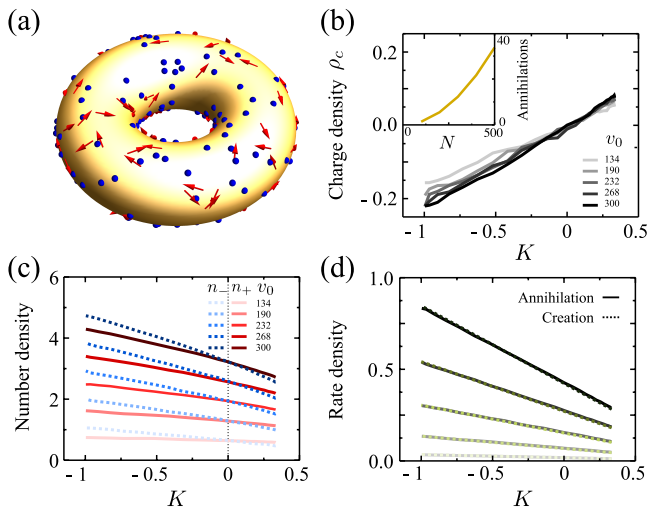 (a)
(b)
Charge density ρc
0.2
0.0
- 0.2
40
0
Annihilations
N
500
v0
134
190
232
268
300
- 1
- 0.5
0
0.5
K
(c)
Number density
6
4
2
0
n− n+ v0
134
190
232
268
300
- 1
- 0.5
0
0.5
K
(d)
Rate density
1.0
0.5
0.0
Annihilation
Creation
- 1
- 0.5
0
0.5
K